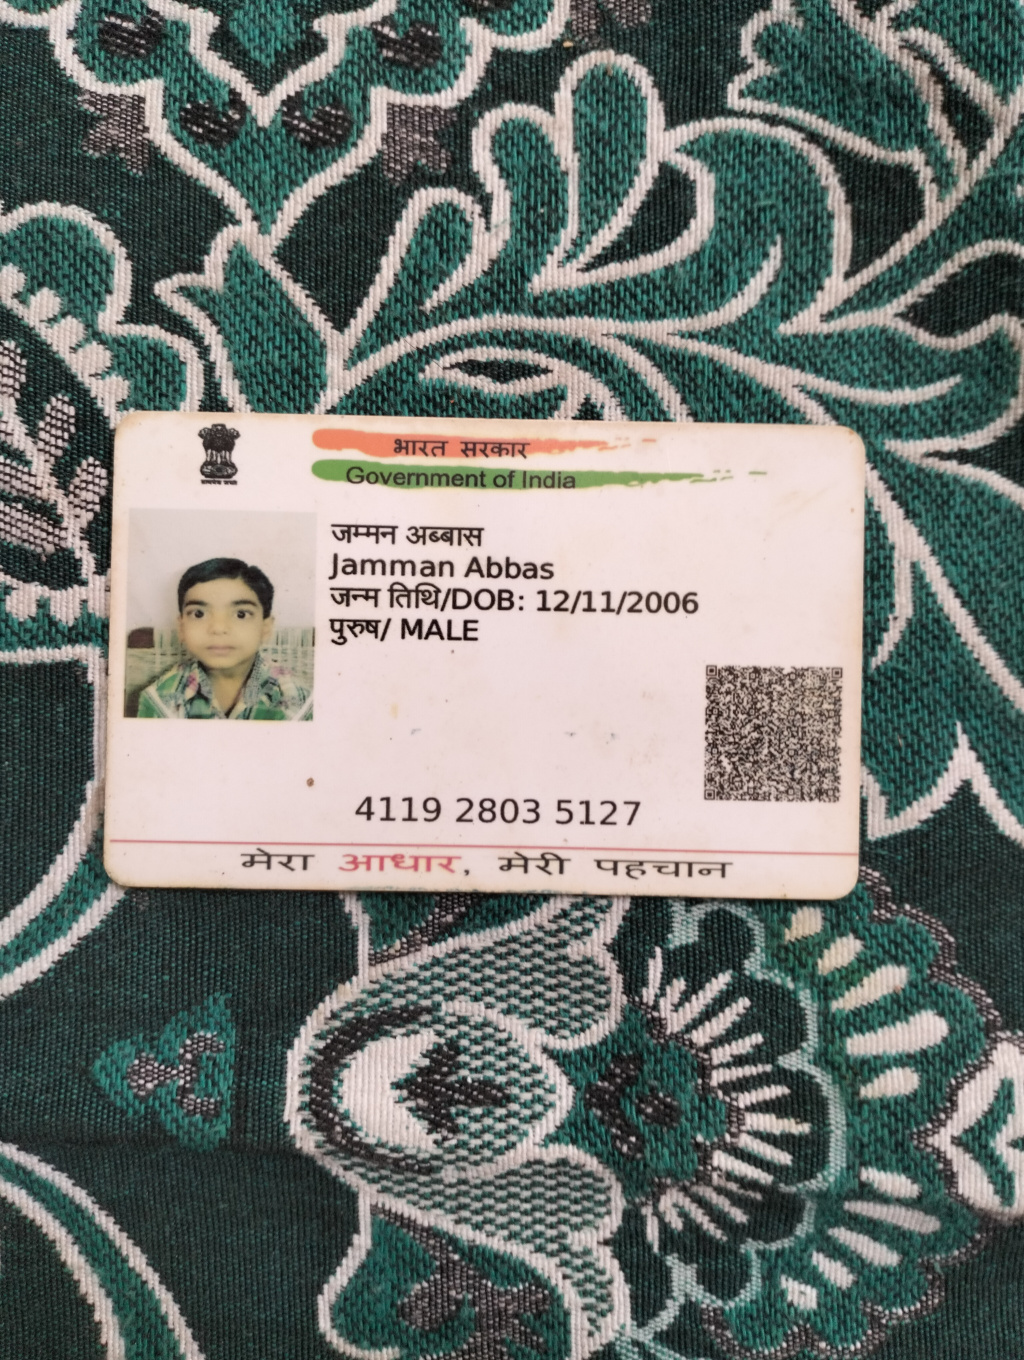 भारत सरकार
Government of India
जम्मन अब्बास
Jamman Abbas
जन्म तिथि/DOB: 12/11/2006
पुरुष/ MALE
4119 2803 5127
मेरा आधार, मेरी पहचान